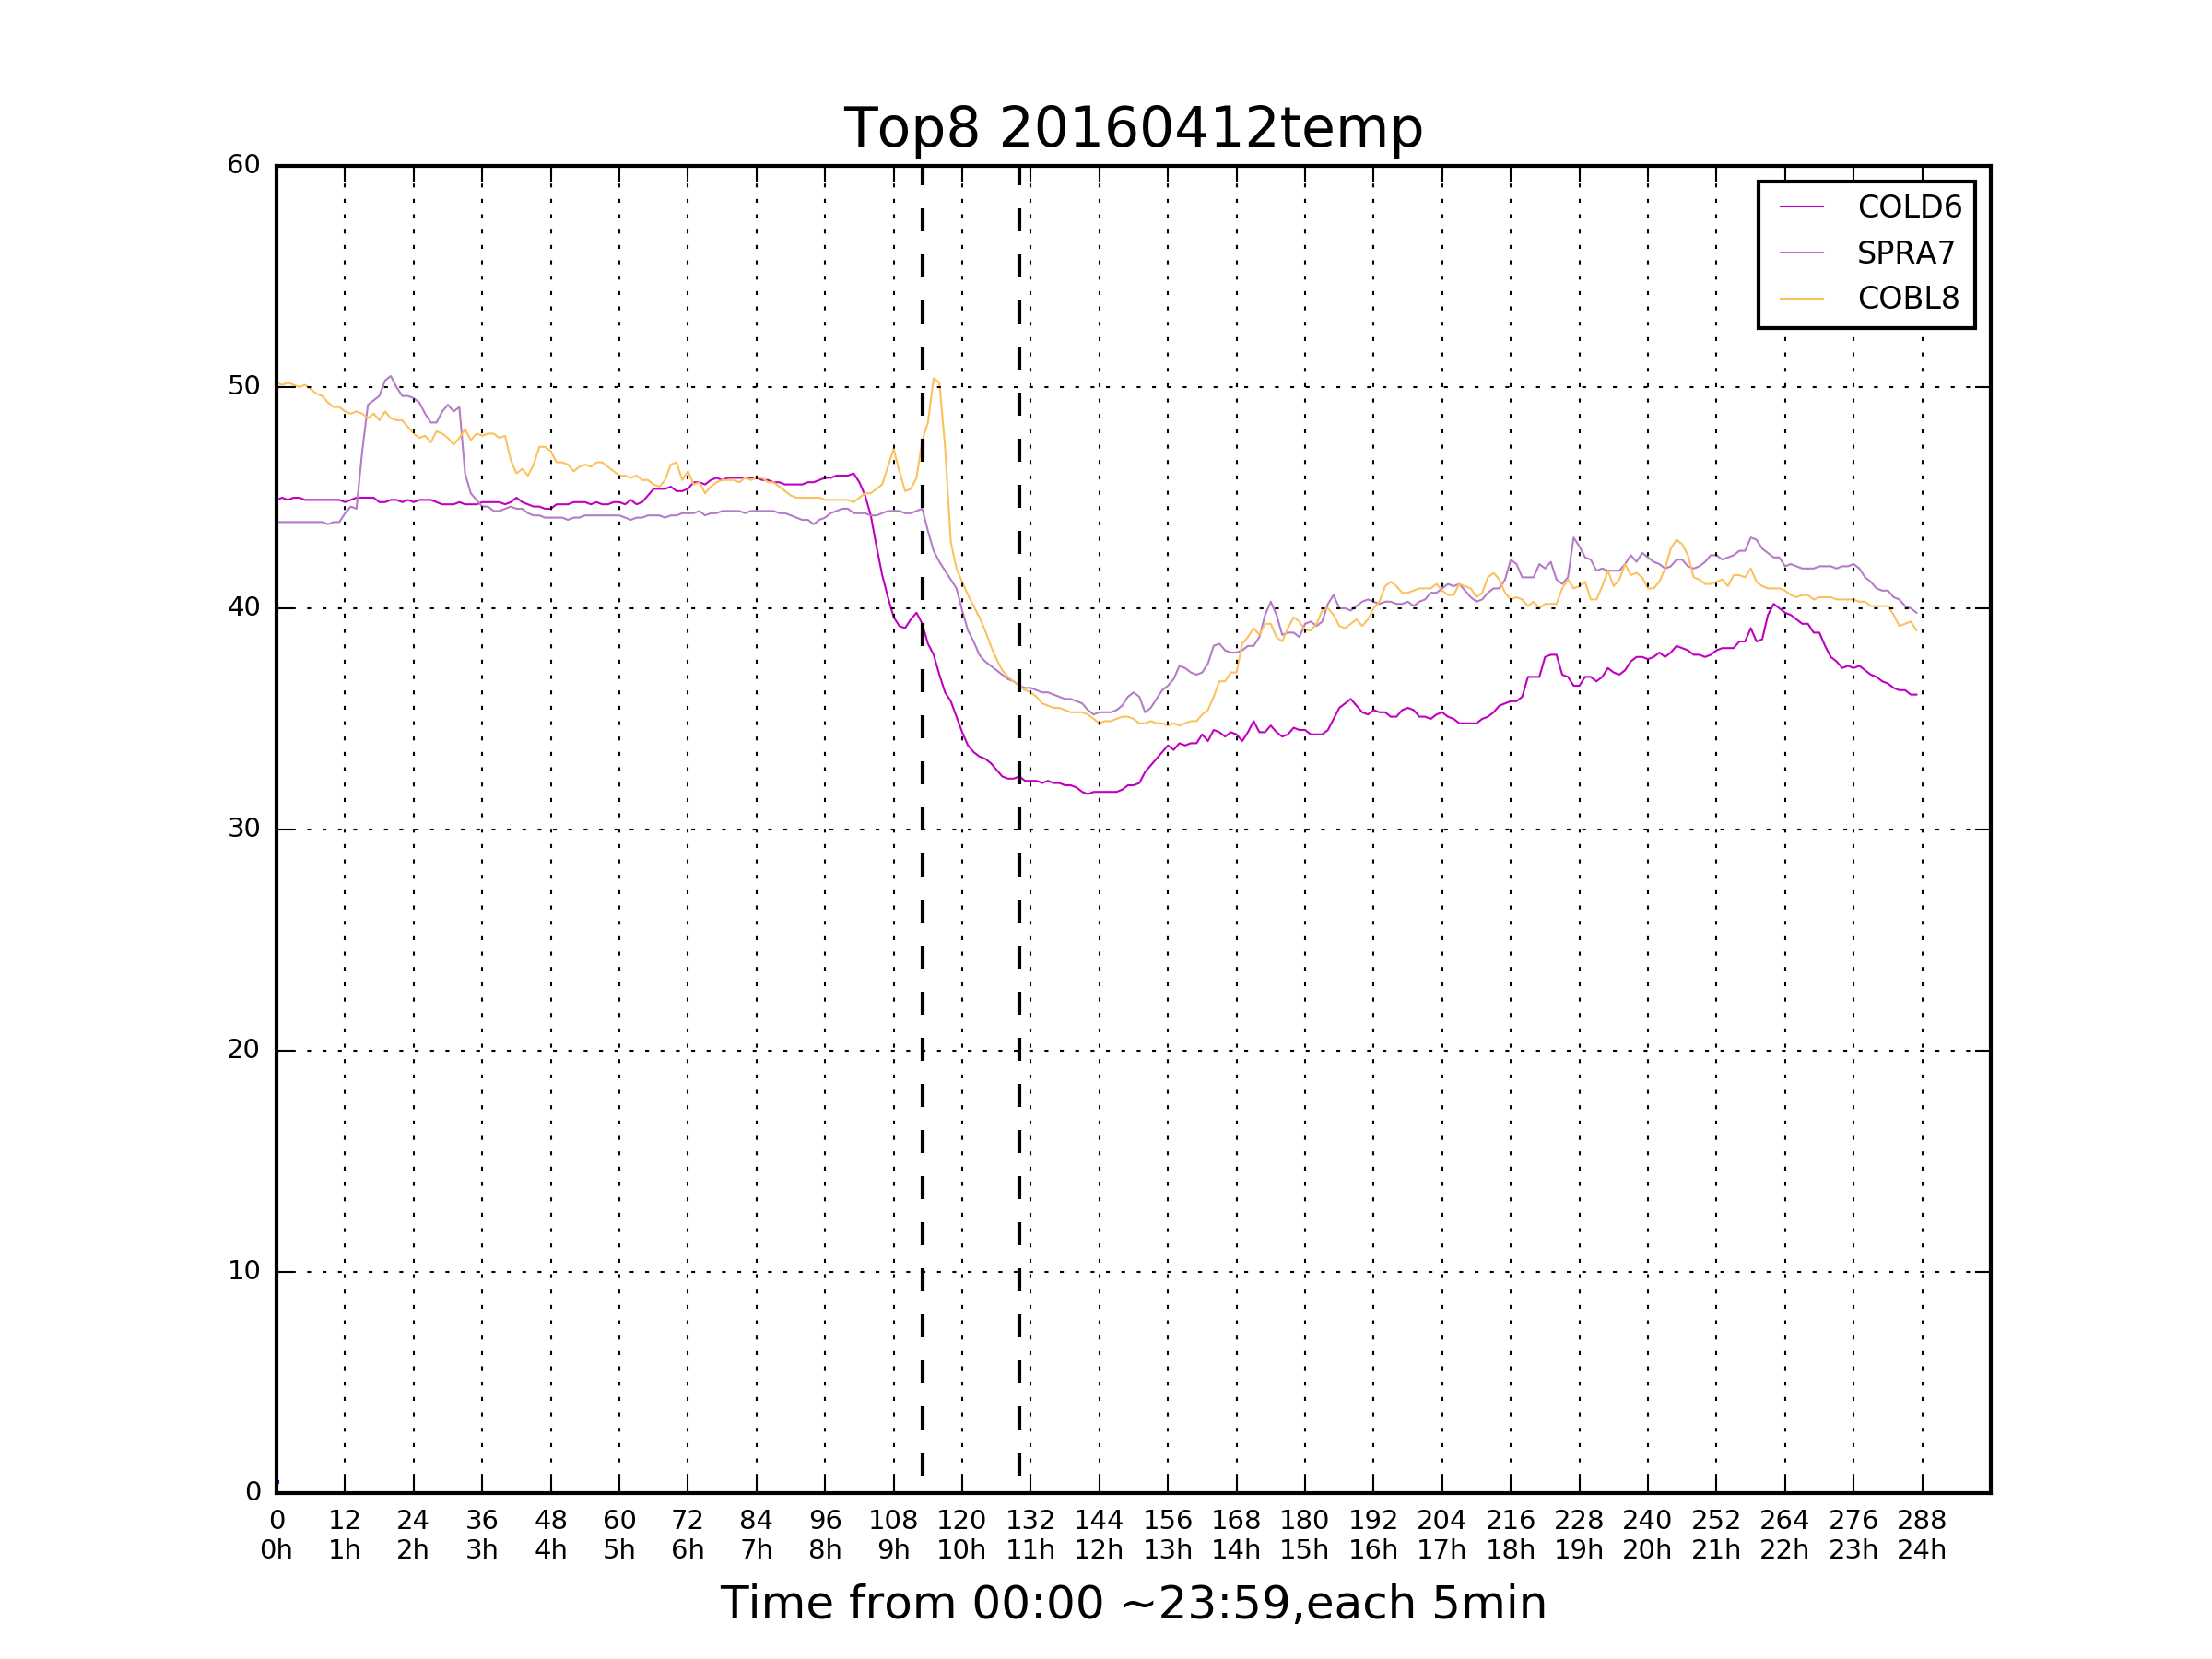 Top8 20160412temp
60
50
40
30
20
10
0
COLD6
SPRA7
COBL8
0 12 24 36 48 60 72 84 96 108 120 132 144 156 168 180 192 204 216 228 240 252 264 276 288
0h 1h 2h 3h 4h 5h 6h 7h 8h 9h 10h 11h 12h 13h 14h 15h 16h 17h 18h 19h 20h 21h 22h 23h 24h
Time from 00:00 ~23:59,each 5min